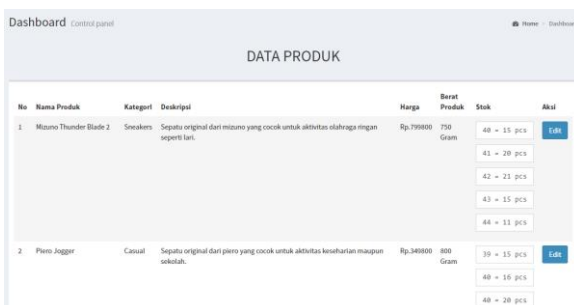 Dashboard Control panel
Home - Dashboar
DATA PRODUK
No Nama Produk Kategori Deskripsi Harga Berat Produk Stok Aksi
1 Mizuno Thunder Blade 2 Sneakers Sepatu original dari mizuno yang cocok untuk aktivitas olahraga ringan Rp.799800 750 40 = 15 pcs Edit
seperti lari. Gram
41 = 20 pcs
42 = 21 pcs
43 = 15 pcs
44 = 11 pcs
2 Piero Jogger Casual Sepatu original dari piero yang cocok untuk aktivitas keseharian maupun Rp.349800 800 39 = 15 pcs Edit
sekolah. Gram
40 = 16 pcs
40 = 20 pcs